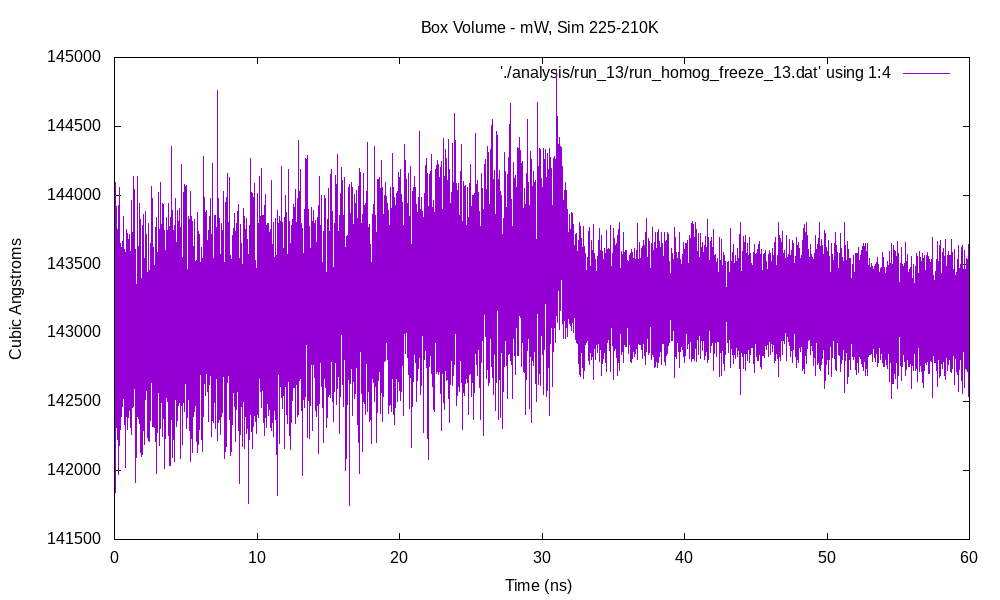 Box Volume - mW, Sim 225-210K
'./analysis/run_13/run_homog_freeze_13.dat' using 1:4
145000
144500
144000
143500
143000
142500
142000
141500
Cubic Angstroms
0 10 20 30 40 50 60
Time (ns)